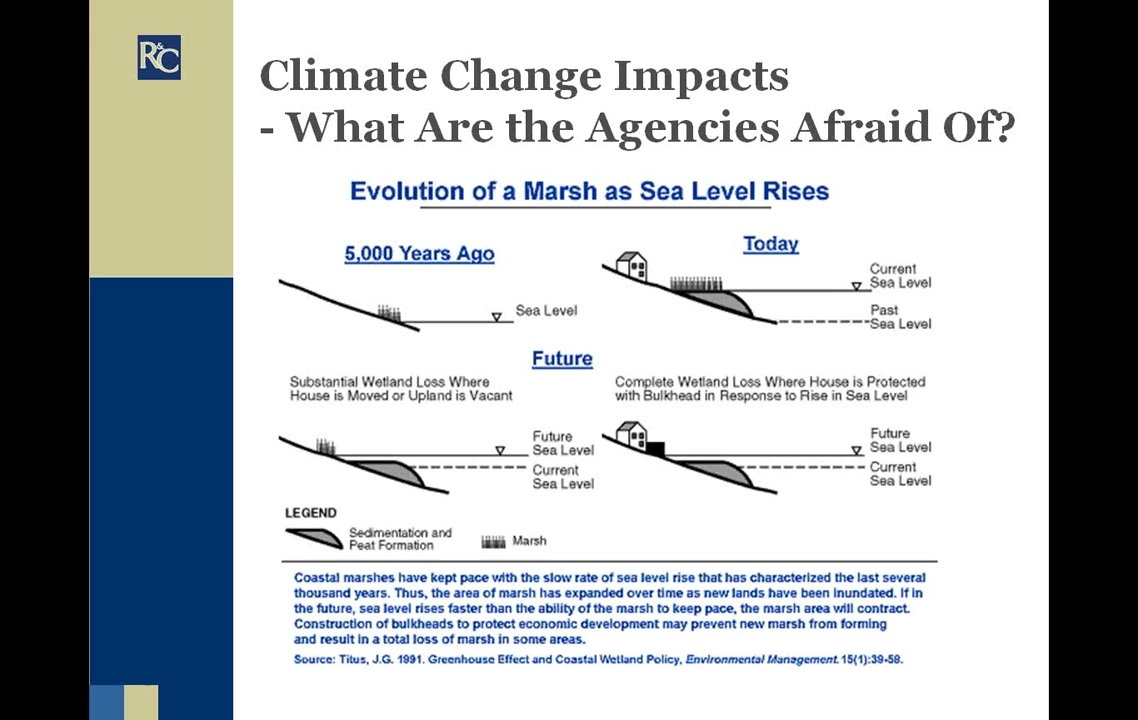 R&C
Climate Change Impacts
- What Are the Agencies Afraid Of?
Evolution of a Marsh as Sea Level Rises
5,000 Years Ago
Sea Level
Today
Current
Sea Level
Past
Sea Level
Future
Substantial Wetland Loss Where
House is Moved or Upland is Vacant
Future
Sea Level
Current
Sea Level
Complete Wetland Loss Where House is Protected
with Bulkhead in Response to Rise in Sea Level
Future
Sea Level
Current
Sea Level
LEGEND
Sedimentation and
Peat Formation
Marsh
Coastal marshes have kept pace with the slow rate of sea level rise that has characterized the last several
thousand years. Thus, the area of marsh has expanded over time as new lands have been inundated. If in
the future, sea level rises faster than the ability of the marsh to keep pace, the marsh area will contract.
Construction of bulkheads to protect economic development may prevent new marsh from forming
and result in a total loss of marsh in some areas.
Source: Titus, J.G. 1991. Greenhouse Effect and Coastal Wetland Policy, Environmental Management. 15(1):39-58.